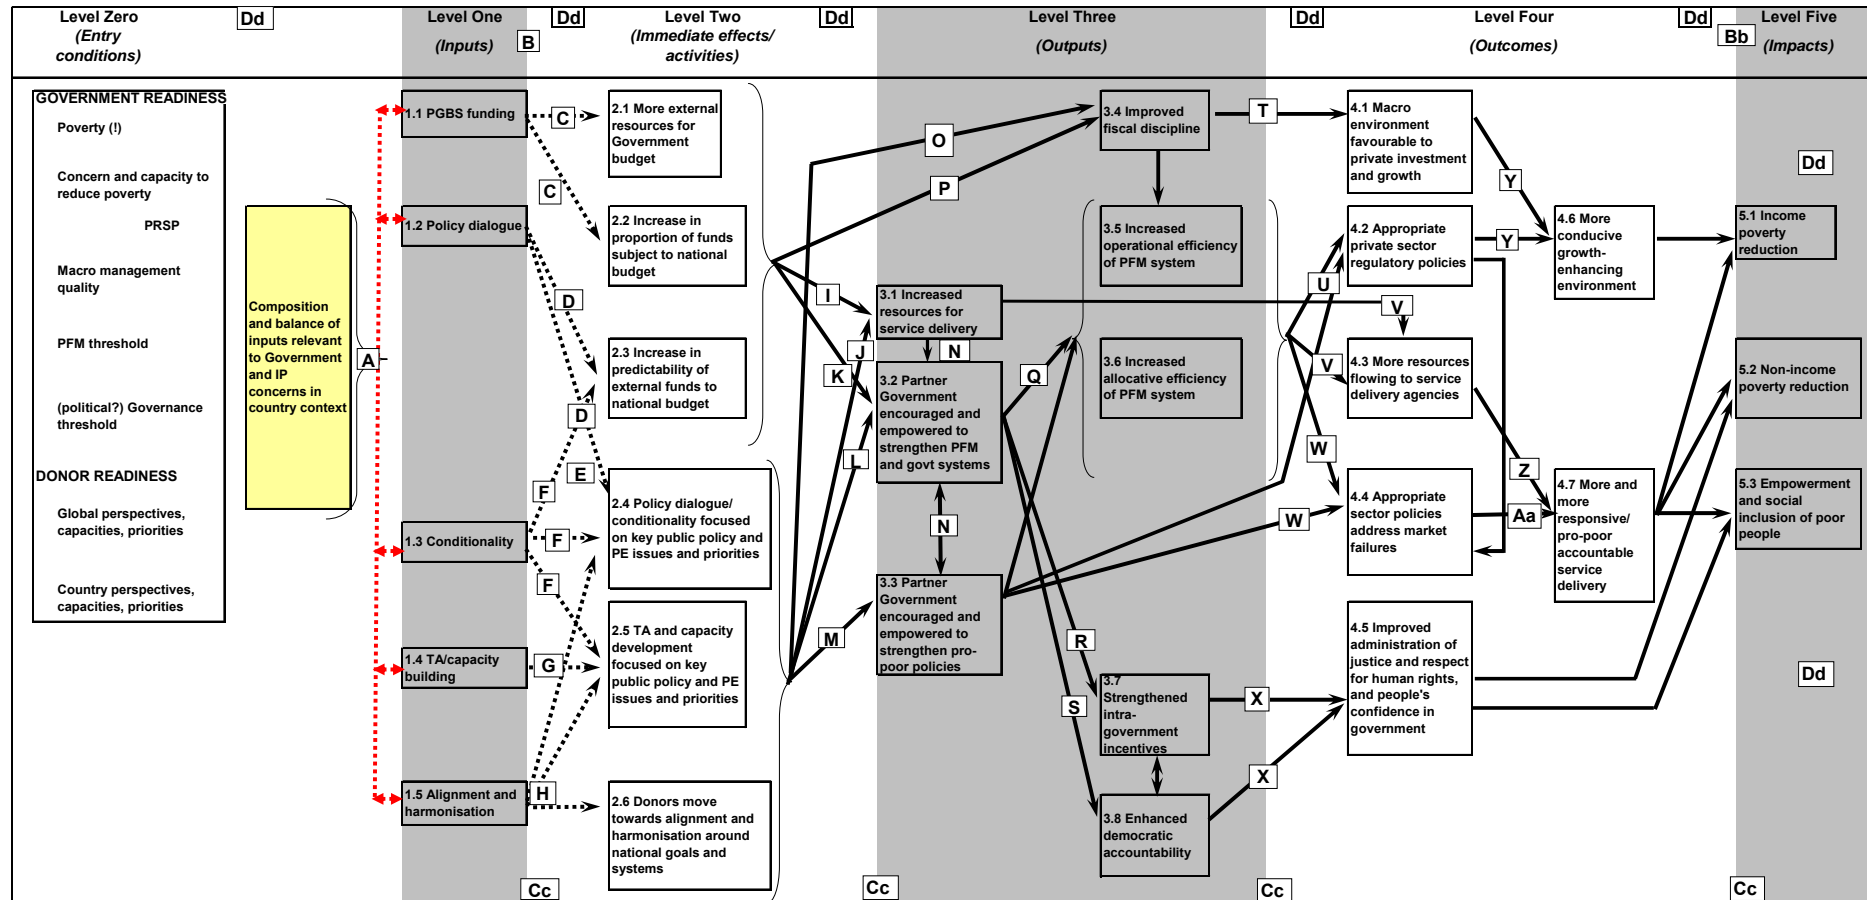 Level Zero
(Entry
conditions)
Dd
Level One
(Inputs)
B
Dd
Level Two
(Immediate effects/
activities)
Dd
Level Three
(Outputs)
Dd
Level Four
(Outcomes)
Dd
Bb
Level Five
(Impacts)
GOVERNMENT READINESS
Poverty (!)
Concern and capacity to
reduce poverty
PRSP
Macro management
quality
PFM threshold
(political?) Governance
threshold
DONOR READINESS
Global perspectives,
capacities, priorities
Country perspectives,
capacities, priorities
Composition
and balance of
inputs relevant
to Government
and IP
concerns in
country context
A
1.1 PGBS funding
1.2 Policy dialogue
1.3 Conditionality
1.4 TA/capacity
building
1.5 Alignment and
harmonisation
C
C
D
D
E
F
F
F
G
H
Cc
2.1 More external
resources for
Government
budget
2.2 Increase in
proportion of funds
subject to national
budget
2.3 Increase in
predictability of
external funds to
national budget
2.4 Policy dialogue/
conditionality focused
on key public policy and
PE issues and priorities
2.5 TA and capacity
development
focused on key
public policy and PE
issues and priorities
2.6 Donors move
towards alignment and
harmonisation around
national goals and
systems
O
P
I
J
K
L
M
Cc
3.1 Increased
resources for
service delivery
N
3.2 Partner
Government
encouraged and
empowered to
strengthen PFM
and govt systems
N
3.3 Partner
Government
encouraged and
empowered to
strengthen pro-
poor policies
Q
R
S
3.4 Improved
fiscal discipline
3.5 Increased
operational efficiency
of PFM system
3.6 Increased
allocative efficiency
of PFM system
3.7
Strengthened
intra-
government
incentives
3.8 Enhanced
democratic
accountability
T
U
V
V
W
W
X
X
Cc
4.1 Macro
environment
favourable to
private investment
and growth
4.2 Appropriate
private sector
regulatory policies
4.3 More resources
flowing to service
delivery agencies
4.4 Appropriate
sector policies
address market
failures
4.5 Improved
administration of
justice and respect
for human rights,
and people's
confidence in
government
Y
Y
Z
Aa
4.6 More
conducive
growth-
enhancing
environment
4.7 More and
more
responsive/
pro-poor
accountable
service
delivery
Dd
5.1 Income
poverty
reduction
5.2 Non-income
poverty reduction
5.3 Empowerment
and social
inclusion of poor
people
Dd
Cc